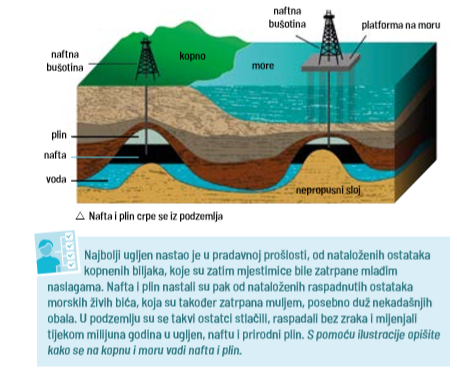 naftna
bušotina
naftna
bušotina
platforma na moru
kopno
more
plin
nafta
voda
nepropusni sloj
△ Nafta i plin crpe se iz podzemlja
Najbolji ugljen nastao je u pradavnoj prošlosti, od nataloženih ostataka
kopnenih biljaka, koje su zatim mjestimice bile zatrpane mlađim
naslagama. Nafta i plin nastali su pak od nataloženih raspadnutih ostataka
morskih živih bića, koja su također zatrpana muljem, posebno duž nekadašnjih
obala. U podzemlju su se takvi ostatci stlačili, raspadali bez zraka i mijenjali
tijekom milijuna godina u ugljen, naftu i prirodni plin. S pomoću ilustracije opišite
kako se na kopnu i moru vadi nafta i plin.